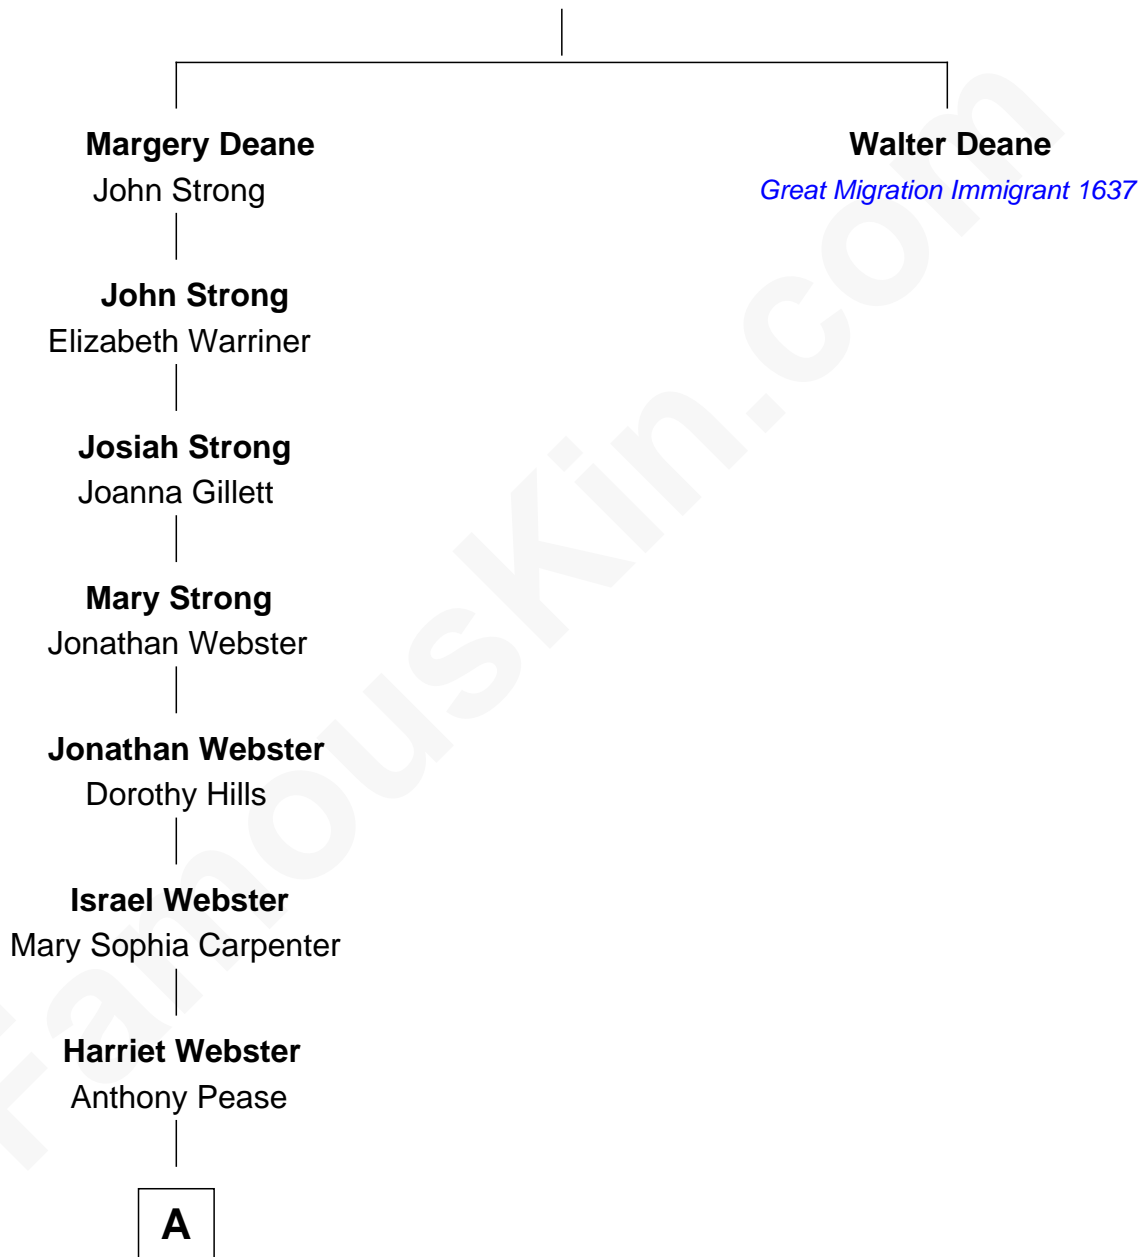 Margery Deane
John Strong
Walter Deane
Great Migration Immigrant 1637
John Strong
Elizabeth Warriner
Josiah Strong
Joanna Gillett
Mary Strong
Jonathan Webster
Jonathan Webster
Dorothy Hills
Israel Webster
Mary Sophia Carpenter
Harriet Webster
Anthony Pease
A
FamousKin.com